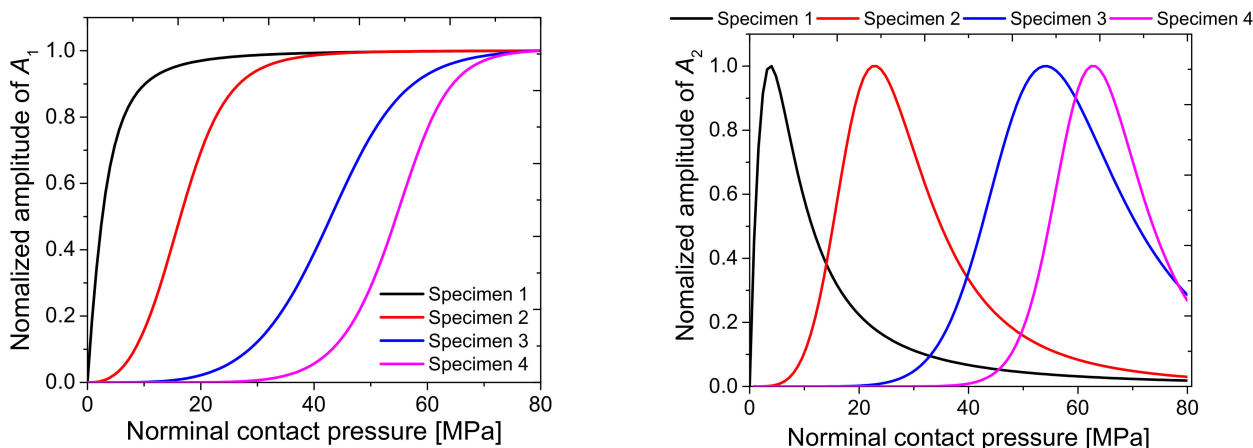 Nomalized amplitude of A1
1.0
0.8
0.6
0.4
0.2
0.0
Specimen 1
Specimen 2
Specimen 3
Specimen 4
0 20 40 60 80
Norminal contact pressure [MPa]
Specimen 1 Specimen 2 Specimen 3 Specimen 4
Nomalized amplitude of A2
1.0
0.8
0.6
0.4
0.2
0.0
0 20 40 60 80
Norminal contact pressure [MPa]